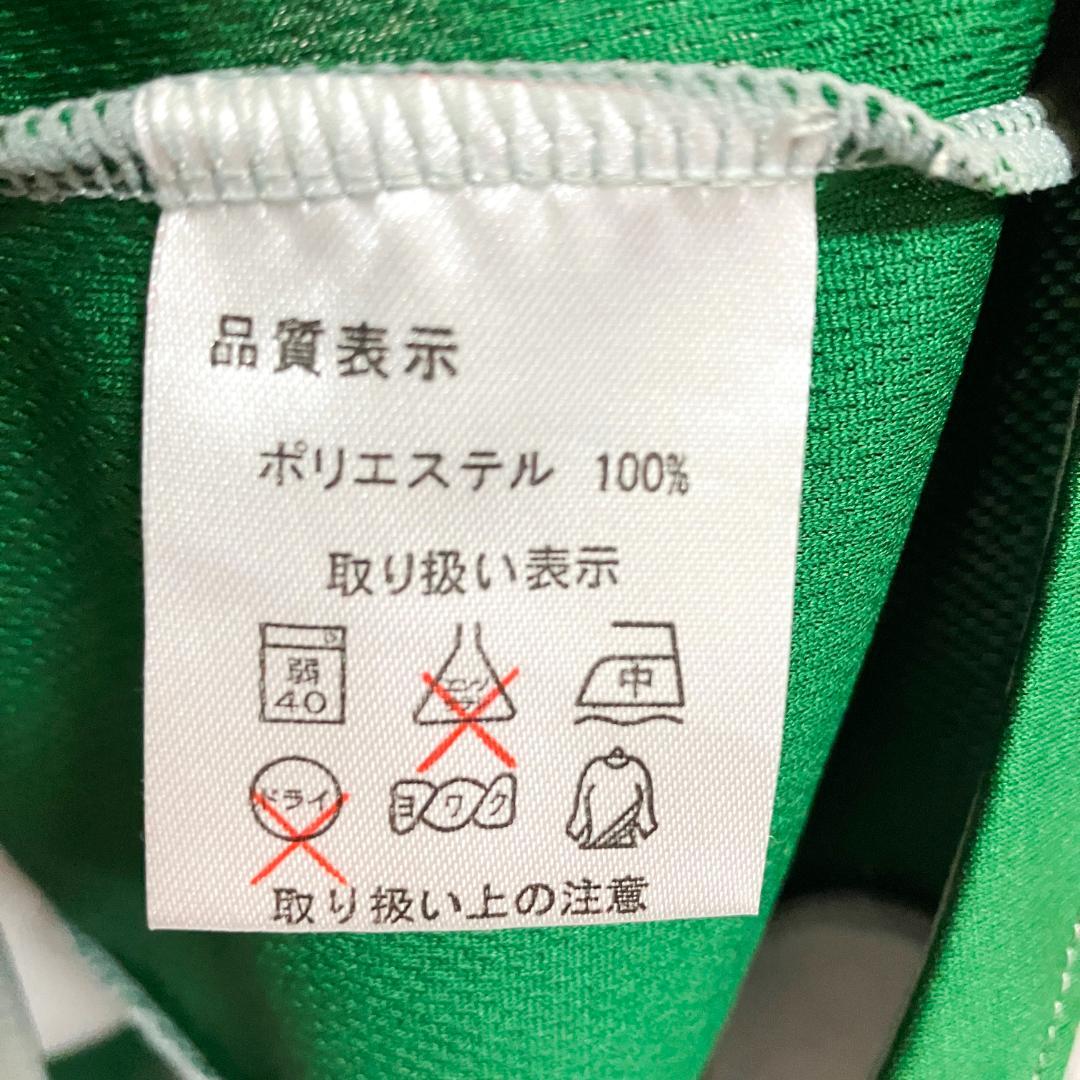 品質表示
ポリエステル 100%
取り扱い表示
弱
40
中
ドライ
ヨワク
取り扱い上の注意